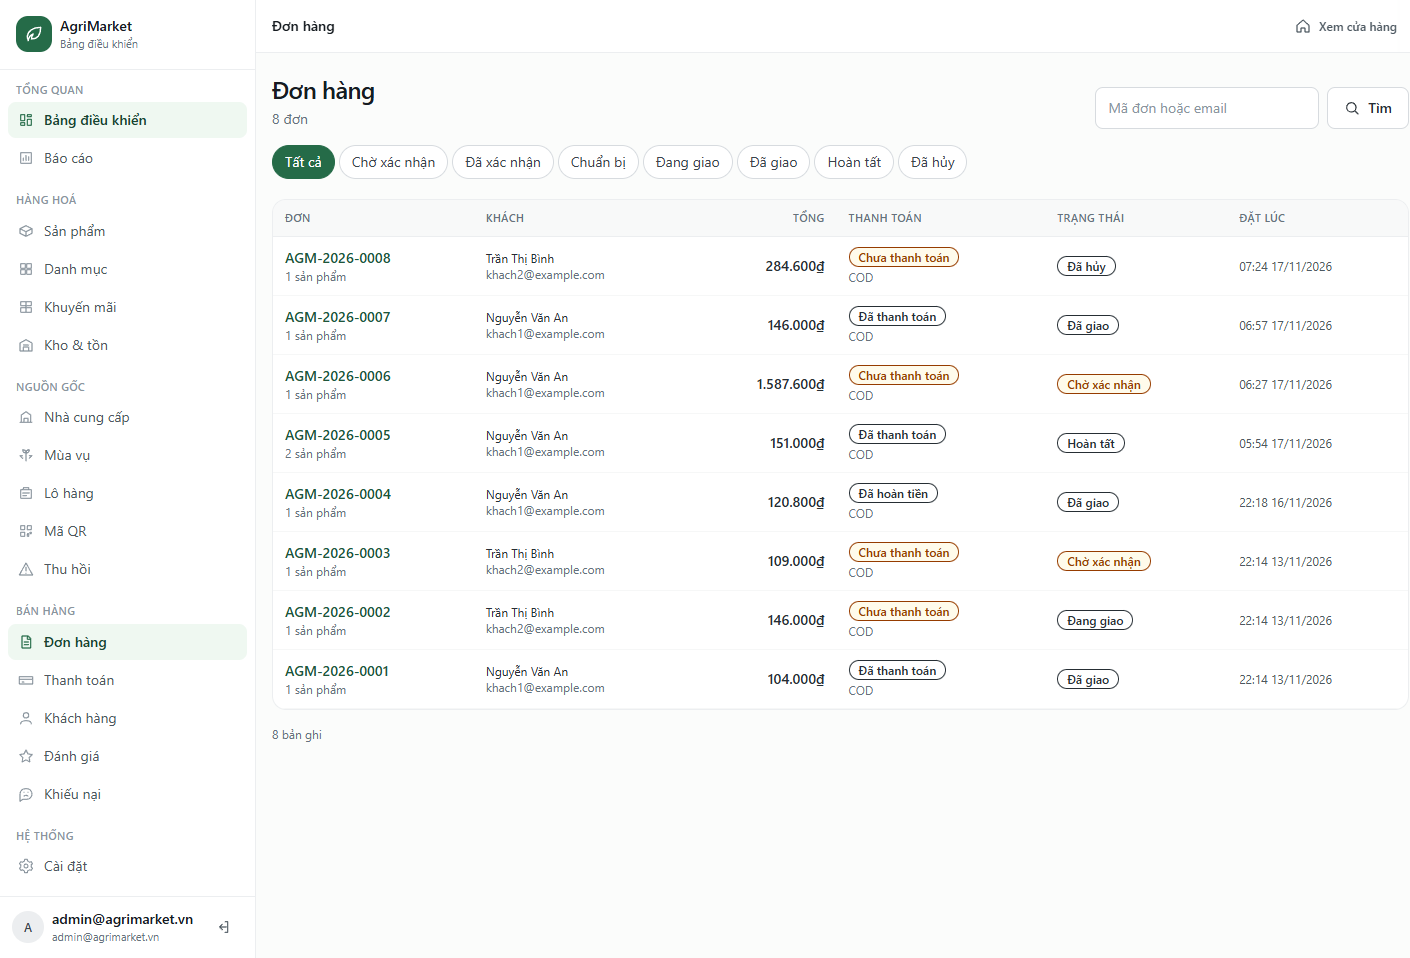 AgriMarket
Bảng điều khiển
TỔNG QUAN
Bảng điều khiển
Báo cáo
HÀNG HOÁ
Sản phẩm
Danh mục
Khuyến mãi
Kho & tồn
NGUỒN GỐC
Nhà cung cấp
Mùa vụ
Lô hàng
Mã QR
Thu hồi
BÁN HÀNG
Đơn hàng
Thanh toán
Khách hàng
Đánh giá
Khiếu nại
HỆ THỐNG
Cài đặt
A
admin@agrimarket.vn
admin@agrimarket.vn
Đơn hàng
Xem cửa hàng
Đơn hàng
8 đơn
Mã đơn hoặc email
Tìm
Tất cả Chờ xác nhận Đã xác nhận Chuẩn bị Đang giao Đã giao Hoàn tất Đã hủy
ĐƠN KHÁCH TỔNG THANH TOÁN TRẠNG THÁI ĐẶT LÚC
AGM-2026-0008 Trần Thị Bình 284.600₫ Chưa thanh toán Đã hủy 07:24 17/11/2026
1 sản phẩm khach2@example.com COD
AGM-2026-0007 Nguyễn Văn An 146.000₫ Đã thanh toán Đã giao 06:57 17/11/2026
1 sản phẩm khach1@example.com COD
AGM-2026-0006 Nguyễn Văn An 1.587.600₫ Chưa thanh toán Chờ xác nhận 06:27 17/11/2026
1 sản phẩm khach1@example.com COD
AGM-2026-0005 Nguyễn Văn An 151.000₫ Đã thanh toán Hoàn tất 05:54 17/11/2026
2 sản phẩm khach1@example.com COD
AGM-2026-0004 Nguyễn Văn An 120.800₫ Đã hoàn tiền Đã giao 22:18 16/11/2026
1 sản phẩm khach1@example.com COD
AGM-2026-0003 Trần Thị Bình 109.000₫ Chưa thanh toán Chờ xác nhận 22:14 13/11/2026
1 sản phẩm khach2@example.com COD
AGM-2026-0002 Trần Thị Bình 146.000₫ Chưa thanh toán Đang giao 22:14 13/11/2026
1 sản phẩm khach2@example.com COD
AGM-2026-0001 Nguyễn Văn An 104.000₫ Đã thanh toán Đã giao 22:14 13/11/2026
1 sản phẩm khach1@example.com COD
8 bản ghi